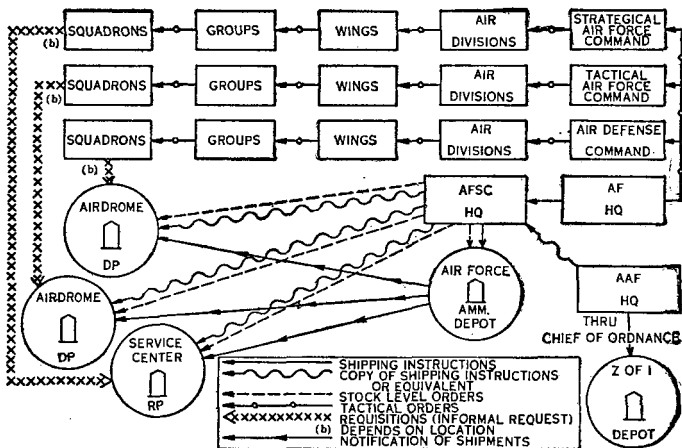 SQUADRONS
GROUPS
WINGS
AIR
DIVISIONS
STRATEGICAL
AIR FORCE
COMMAND
(b)
SQUADRONS
GROUPS
WINGS
AIR
DIVISIONS
TACTICAL
AIR FORCE
COMMAND
(b)
SQUADRONS
GROUPS
WINGS
AIR
DIVISIONS
AIR DEFENSE
COMMAND
(b)
AIRDROME
DP
AFSC
HQ
AF
HQ
AIRDROME
DP
AIR FORCE
AMM.
DEPOT
AAF
HQ
THRU
CHIEF OF ORDNANCE
SERVICE
CENTER
RP
Z OF I
DEPOT
SHIPPING INSTRUCTIONS
COPY OF SHIPPING INSTRUCTIONS
OR EQUIVALENT
STOCK LEVEL ORDERS
TACTICAL ORDERS
REQUISITIONS (INFORMAL REQUEST)
(b) DEPENDS ON LOCATION
NOTIFICATION OF SHIPMENTS